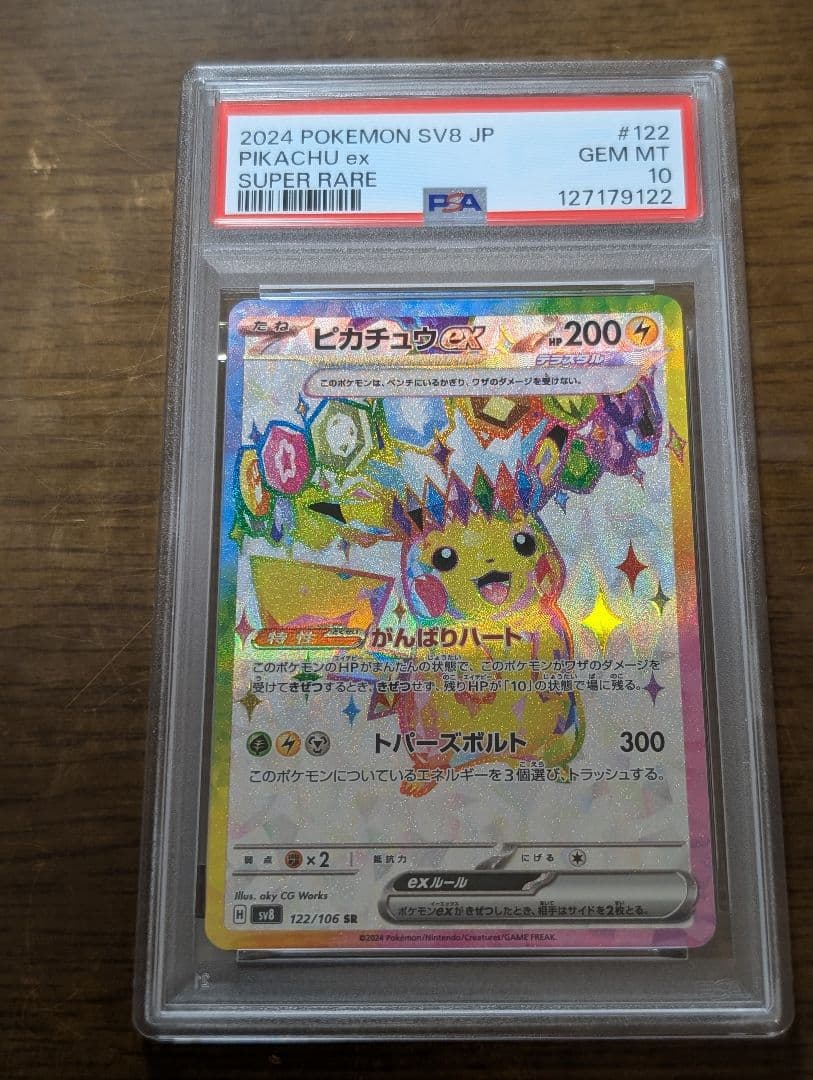 2024 POKEMON SV8 JP #122
PIKACHU ex GEM MT
SUPER RARE 10
PSA 127179122
たね ピカチュウex HP200
テラスタル
このポケモンは、ベンチにいるかぎり、ワザのダメージを受けない。
特性 がんばりハート
このポケモンのHPがまんたんの状態で、このポケモンがワザのダメージを
受けてきぜつするとき、きぜつせず、残りHPが「10」の状態で場に残る。
トパーズボルト 300
このポケモンについているエネルギーを3個選び、トラッシュする。
弱点 ×2 抵抗力 にげる
exルール
ポケモンexがきぜつしたとき、相手はサイドを2枚とる。
Illus. aky CG Works
H sv8 122/106 SR
©2024 Pokémon/Nintendo/Creatures/GAME FREAK.